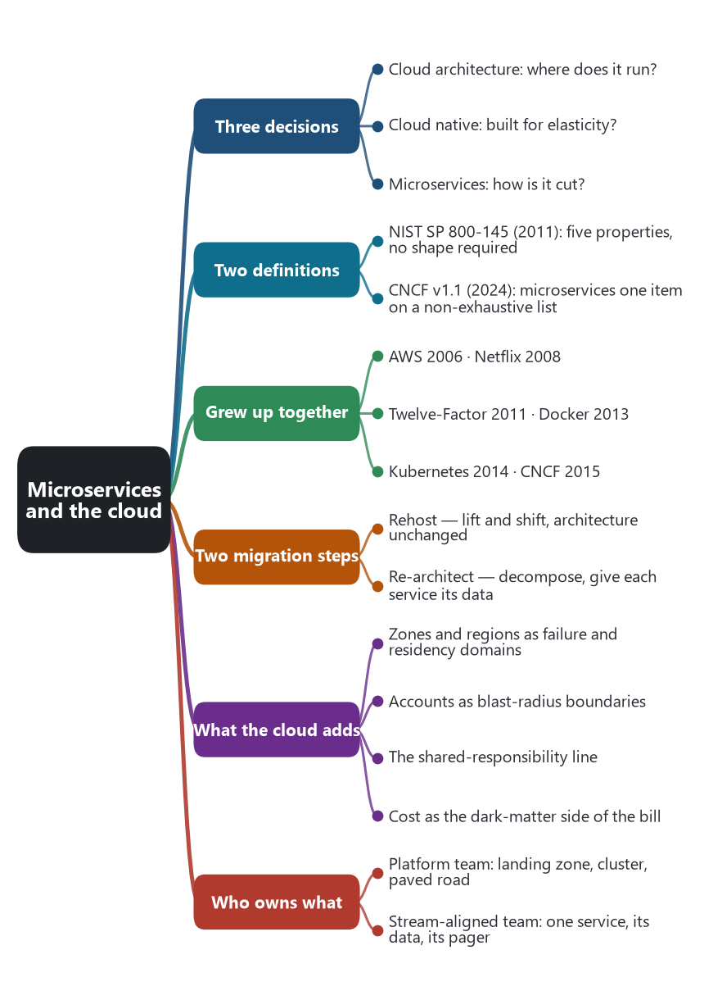 Microservices
and the cloud
Three decisions
Cloud architecture: where does it run?
Cloud native: built for elasticity?
Microservices: how is it cut?
Two definitions
NIST SP 800-145 (2011): five properties,
no shape required
CNCF v1.1 (2024): microservices one item
on a non-exhaustive list
Grew up together
AWS 2006 · Netflix 2008
Twelve-Factor 2011 · Docker 2013
Kubernetes 2014 · CNCF 2015
Two migration steps
Rehost — lift and shift, architecture
unchanged
Re-architect — decompose, give each
service its data
What the cloud adds
Zones and regions as failure and
residency domains
Accounts as blast-radius boundaries
The shared-responsibility line
Cost as the dark-matter side of the bill
Who owns what
Platform team: landing zone, cluster,
paved road
Stream-aligned team: one service, its
data, its pager